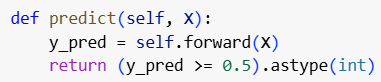 def predict(self, X):
    y_pred = self.forward(X)
    return (y_pred >= 0.5).astype(int)